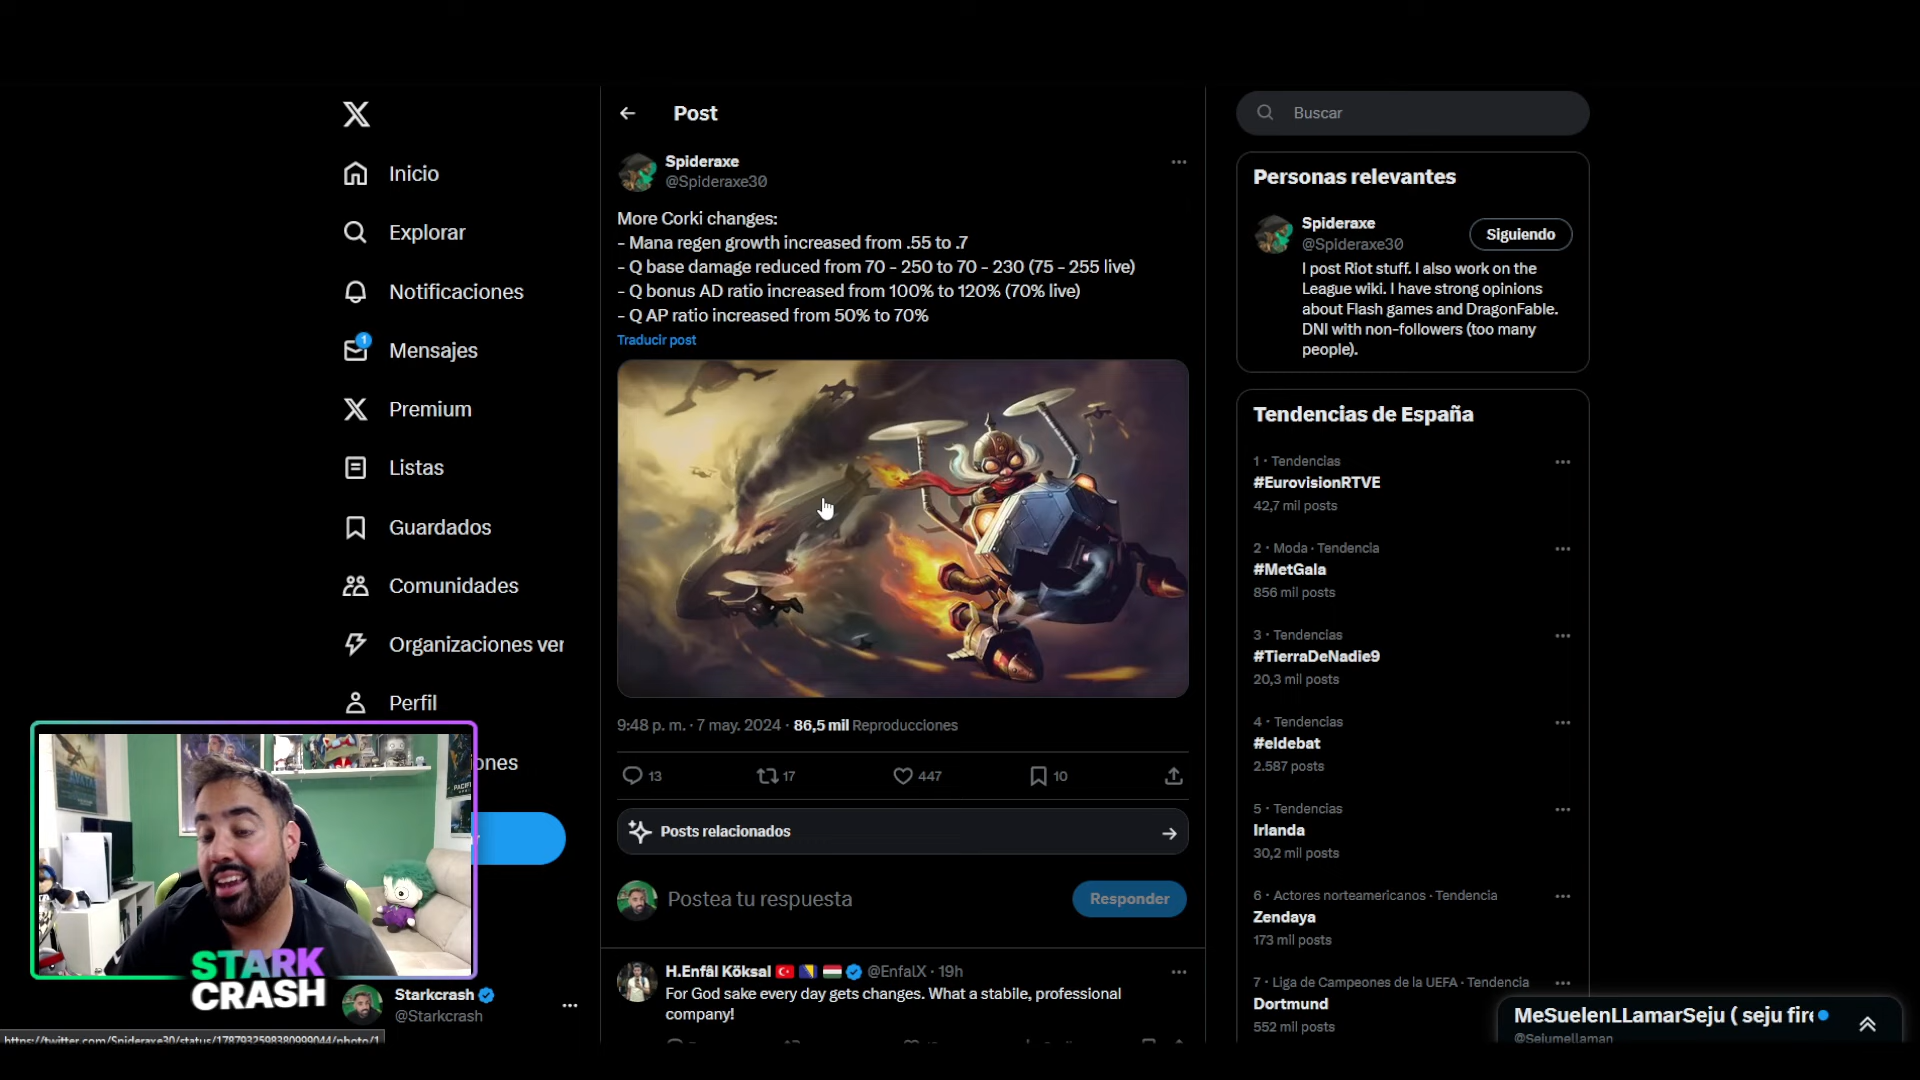 Inicio
Explorar
Notificaciones
1
Mensajes
Premium
Listas
Guardados
Comunidades
Organizaciones ver
Perfil
ones
STARK
CRASH
Starkcrash
@Starkcrash
https://twitter.com/Spideraxe30/status/1787932598380999044/photo/1
Post
Spideraxe
@Spideraxe30
More Corki changes:
- Mana regen growth increased from .55 to .7
- Q base damage reduced from 70 - 250 to 70 - 230 (75 - 255 live)
- Q bonus AD ratio increased from 100% to 120% (70% live)
- Q AP ratio increased from 50% to 70%
Traducir post
9:48 p. m. · 7 may. 2024 · 86,5 mil Reproducciones
13
17
447
10
Posts relacionados
Postea tu respuesta
Responder
H.Enfâl Köksal @EnfalX · 19h
For God sake every day gets changes. What a stabile, professional
company!
Buscar
Personas relevantes
Spideraxe
@Spideraxe30
Siguiendo
I post Riot stuff. I also work on the
League wiki. I have strong opinions
about Flash games and DragonFable.
DNI with non-followers (too many
people).
Tendencias de España
1 · Tendencias
#EurovisionRTVE
42,7 mil posts
2 · Moda · Tendencia
#MetGala
856 mil posts
3 · Tendencias
#TierraDeNadie9
20,3 mil posts
4 · Tendencias
#eldebat
2.587 posts
5 · Tendencias
Irlanda
30,2 mil posts
6 · Actores norteamericanos · Tendencia
Zendaya
173 mil posts
7 · Liga de Campeones de la UEFA · Tendencia
Dortmund
552 mil posts
MeSuelenLLamarSeju ( seju fire
@Sejumellaman